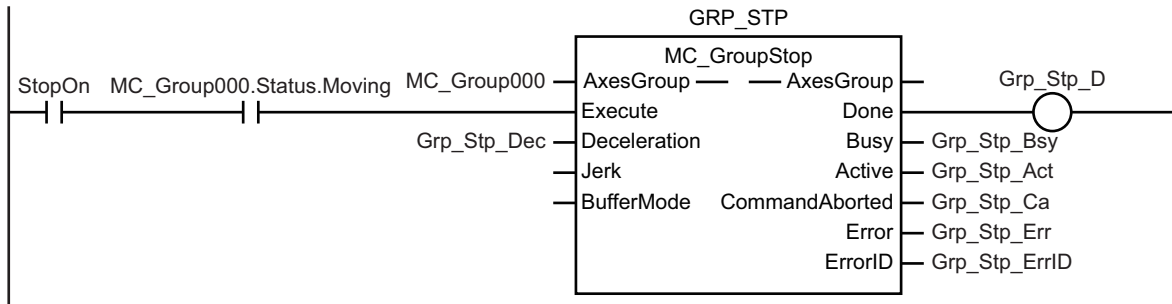 GRP_STP
MC_GroupStop
StopOn MC_Group000.Status.Moving MC_Group000 AxesGroup AxesGroup Grp_Stp_D
Execute Done
Grp_Stp_Dec Deceleration Busy Grp_Stp_Bsy
Jerk Active Grp_Stp_Act
BufferMode CommandAborted Grp_Stp_Ca
Error Grp_Stp_Err
ErrorID Grp_Stp_ErrID